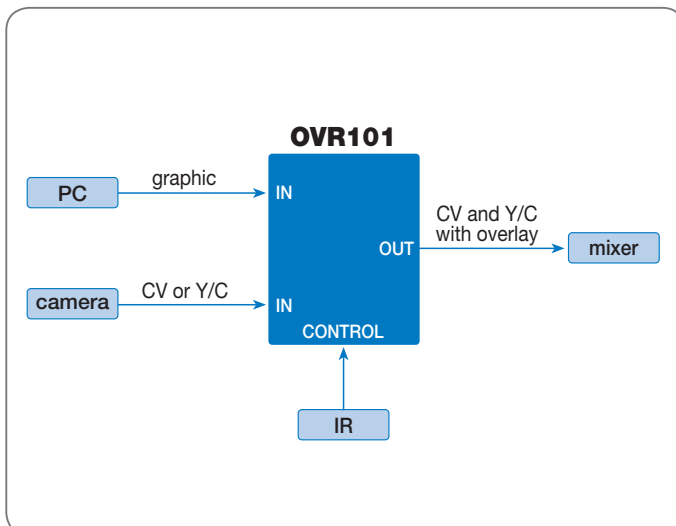 OVR101
PC
graphic
IN
CV and Y/C
with overlay
OUT
mixer
camera
CV or Y/C
IN
CONTROL
IR